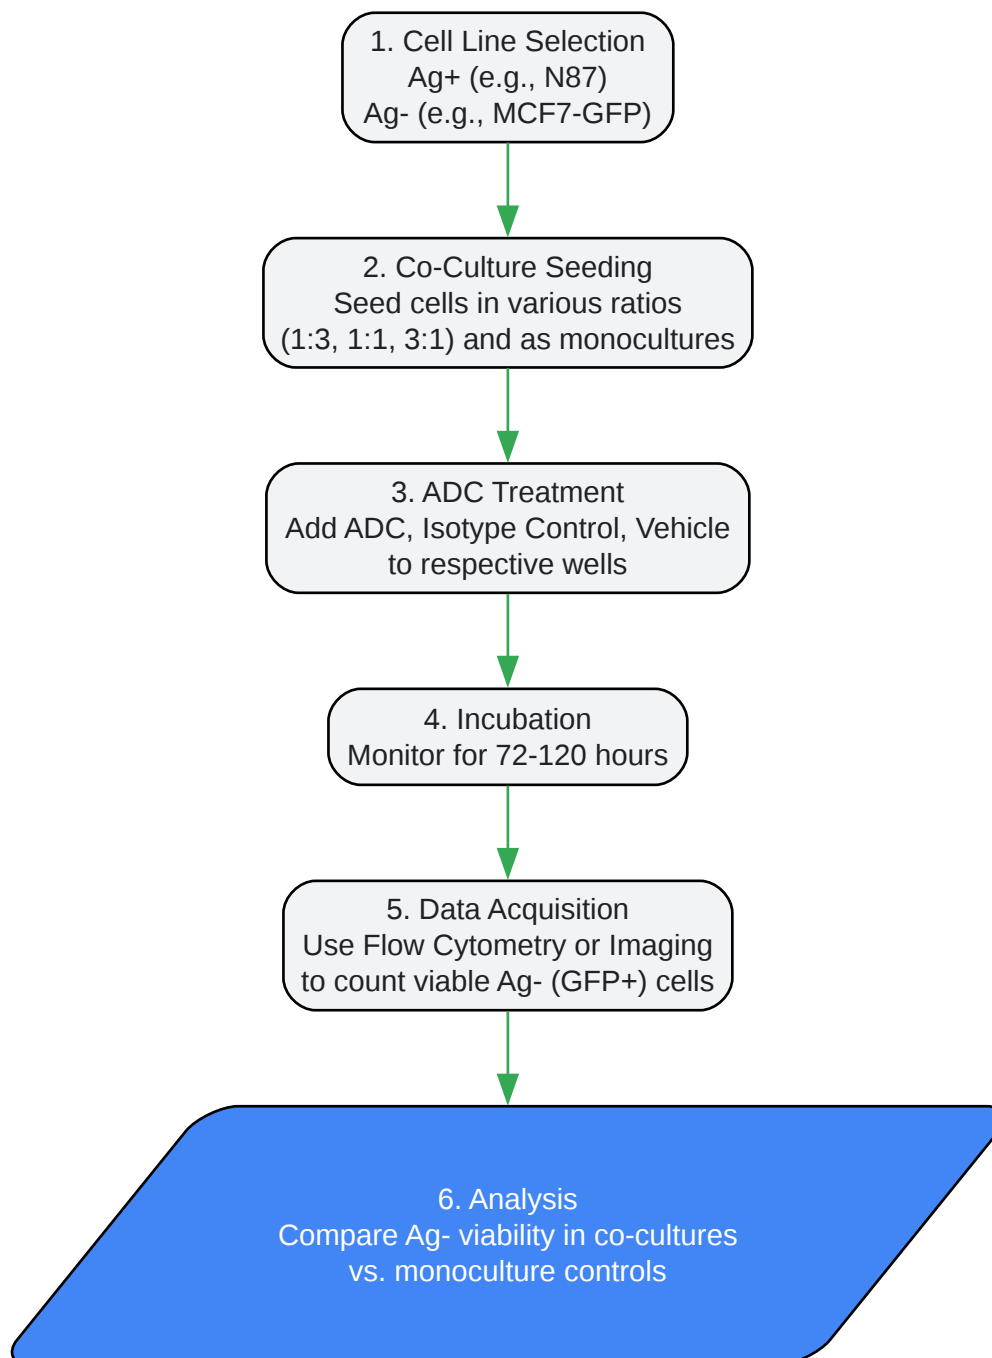 1. Cell Line Selection
Ag+ (e.g., N87)
Ag- (e.g., MCF7-GFP)
2. Co-Culture Seeding
Seed cells in various ratios
(1:3, 1:1, 3:1) and as monocultures
3. ADC Treatment
Add ADC, Isotype Control, Vehicle
to respective wells
4. Incubation
Monitor for 72-120 hours
5. Data Acquisition
Use Flow Cytometry or Imaging
to count viable Ag- (GFP+) cells
6. Analysis
Compare Ag- viability in co-cultures
vs. monoculture controls